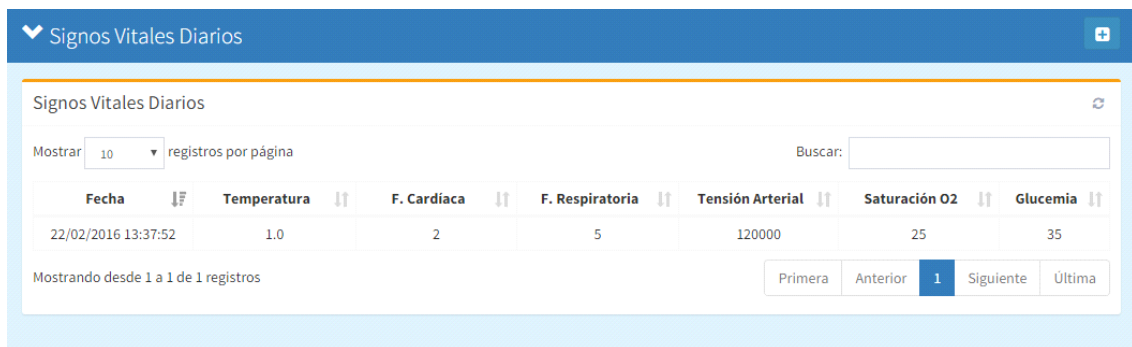 Signos Vitales Diarios
Signos Vitales Diarios
Mostrar 10 registros por página Buscar:
Fecha Temperatura F. Cardíaca F. Respiratoria Tensión Arterial Saturación O2 Glucemia
22/02/2016 13:37:52 1.0 2 5 120000 25 35
Mostrando desde 1 a 1 de 1 registros Primera Anterior 1 Siguiente Última